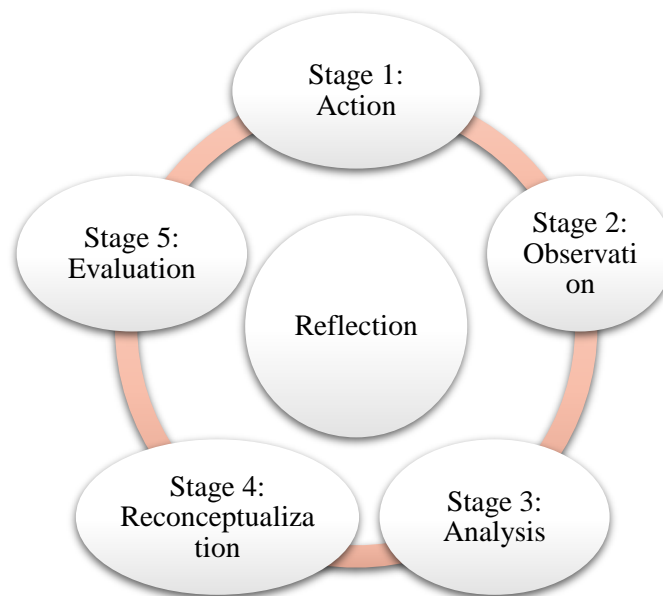 Stage 1:
Action
Stage 2:
Observati
on
Stage 3:
Analysis
Stage 4:
Reconceptualiza
tion
Stage 5:
Evaluation
Reflection